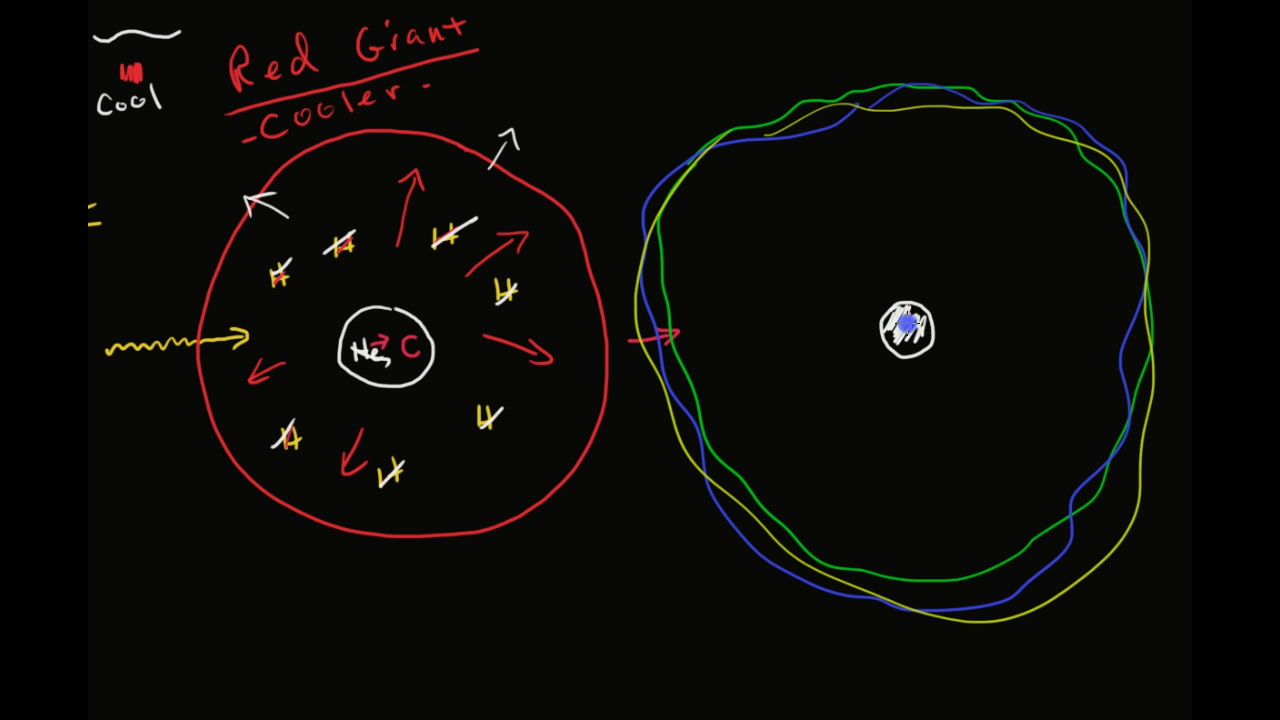 Cool
Red Giant
-Cooler-
H H
H H
He → C
H H
H